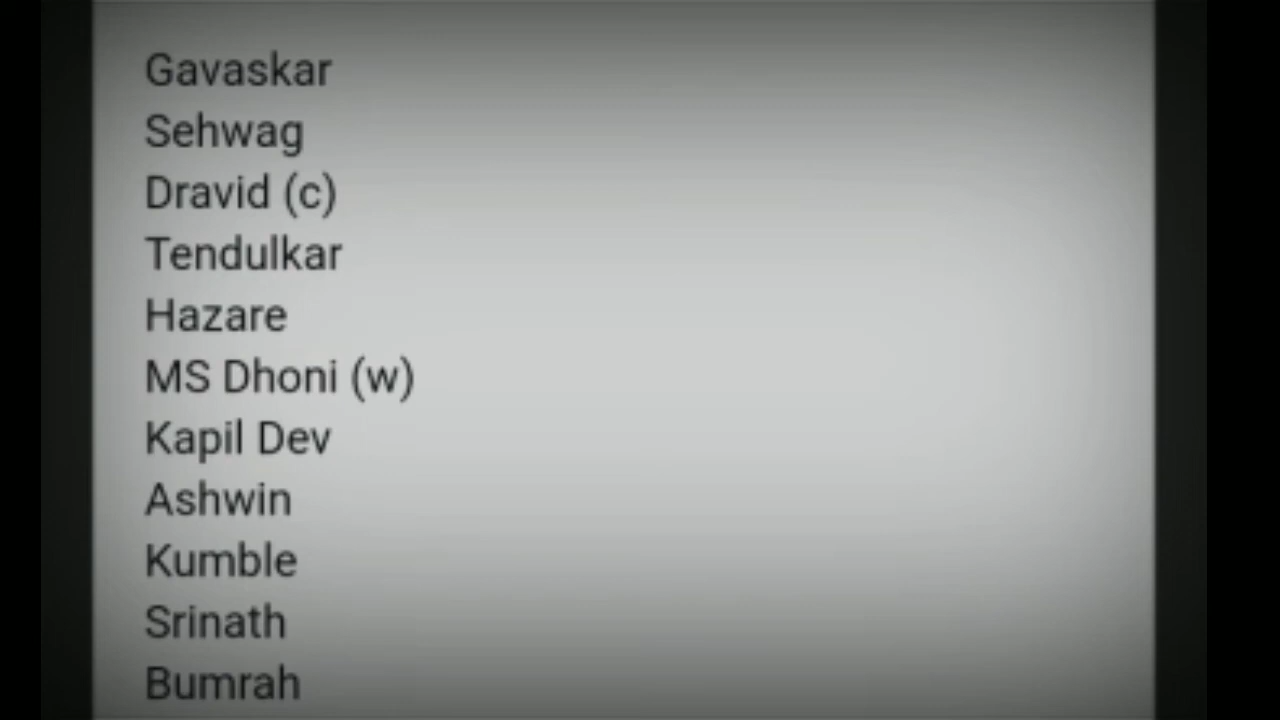 Gavaskar
Sehwag
Dravid (c)
Tendulkar
Hazare
MS Dhoni (w)
Kapil Dev
Ashwin
Kumble
Srinath
Bumrah